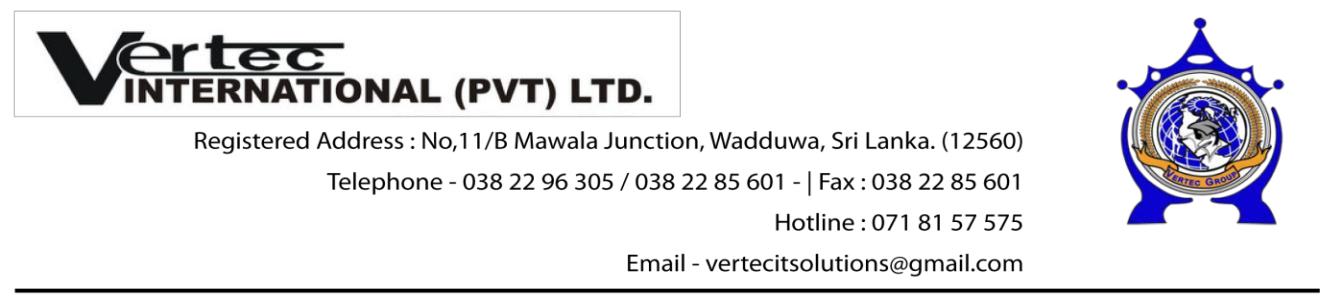 Vertec
INTERNATIONAL (PVT) LTD.
Registered Address : No,11/B Mawala Junction, Wadduwa, Sri Lanka. (12560)
Telephone - 038 22 96 305 / 038 22 85 601 - | Fax : 038 22 85 601
Hotline : 071 81 57 575
Email - vertecitsolutions@gmail.com
VERTEC GROUP